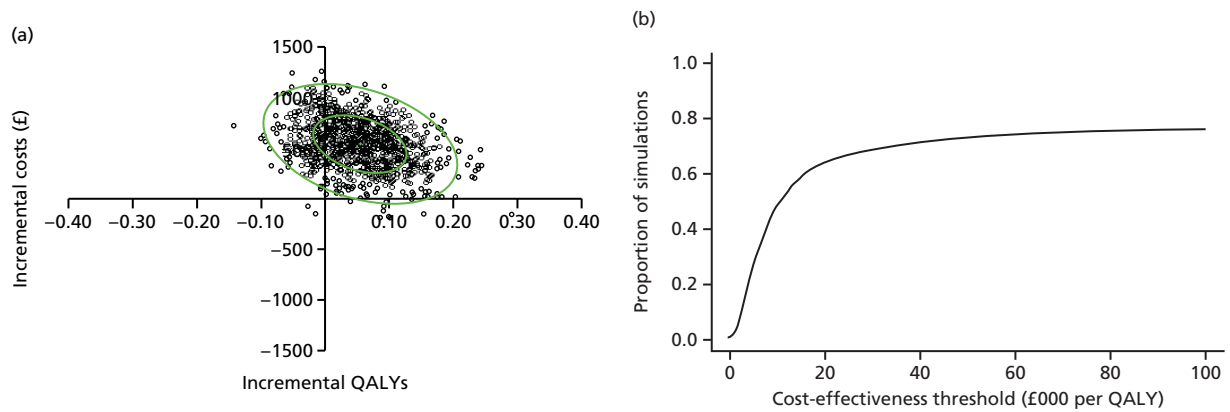 (a)
1500
1000
−500
−1000
−1500
−0.40 −0.30 −0.20 −0.10 0.10 0.20 0.30 0.40
Incremental costs (£)
Incremental QALYs
(b)
1.0
0.8
0.6
0.4
0.2
0.0
0 20 40 60 80 100
Proportion of simulations
Cost-effectiveness threshold (£000 per QALY)